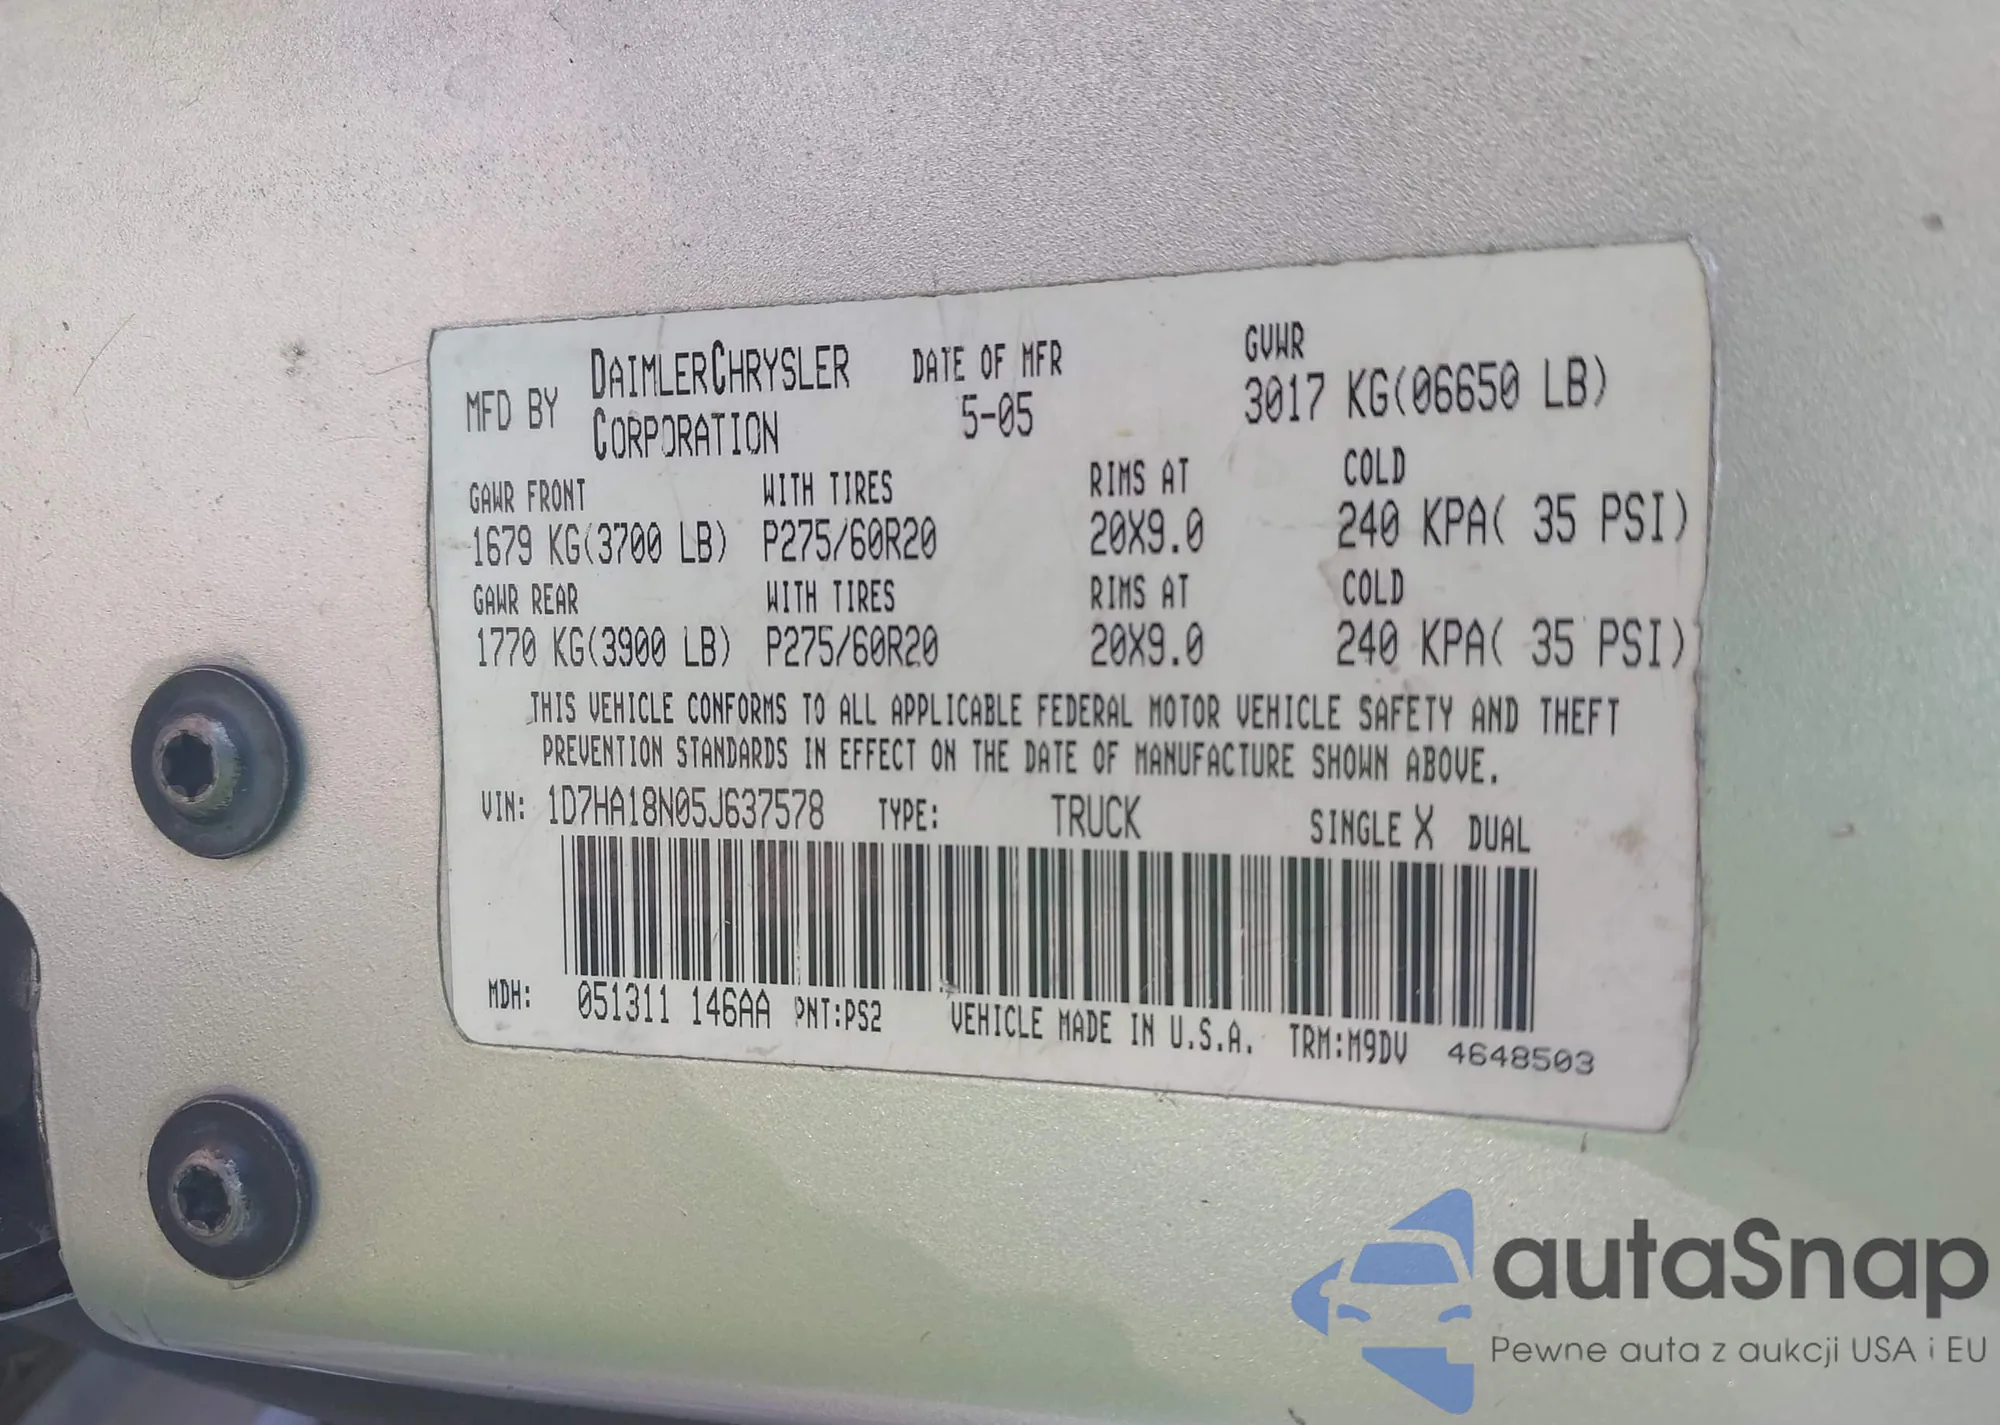 MFD BY DAIMLERCHRYSLER CORPORATION DATE OF MFR 5-05 GVWR 3017 KG(06650 LB)
GAWR FRONT WITH TIRES RIMS AT COLD
1679 KG(3700 LB) P275/60R20 20X9.0 240 KPA( 35 PSI)
GAWR REAR WITH TIRES RIMS AT COLD
1770 KG(3900 LB) P275/60R20 20X9.0 240 KPA( 35 PSI)
THIS VEHICLE CONFORMS TO ALL APPLICABLE FEDERAL MOTOR VEHICLE SAFETY AND THEFT
PREVENTION STANDARDS IN EFFECT ON THE DATE OF MANUFACTURE SHOWN ABOVE.
VIN: 1D7HA18N05J637578 TYPE: TRUCK SINGLE X DUAL
MDH: 051311 146AA PNT:PS2 VEHICLE MADE IN U.S.A. TRM:M9DV 4648503
autaSnap
Pewne auta z aukcji USA i EU